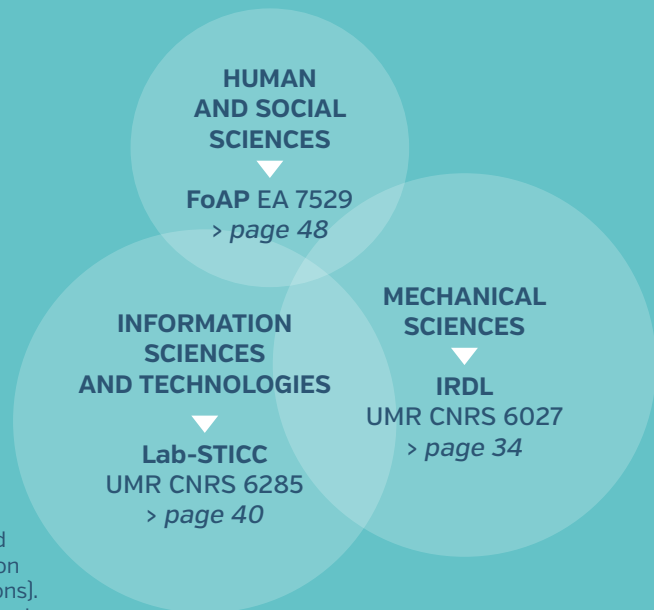 HUMAN
AND SOCIAL
SCIENCES
FoAP EA 7529
> page 48
MECHANICAL
SCIENCES
IRDL
UMR CNRS 6027
> page 34
INFORMATION
SCIENCES
AND TECHNOLOGIES
Lab-STICC
UMR CNRS 6285
> page 40
ons).